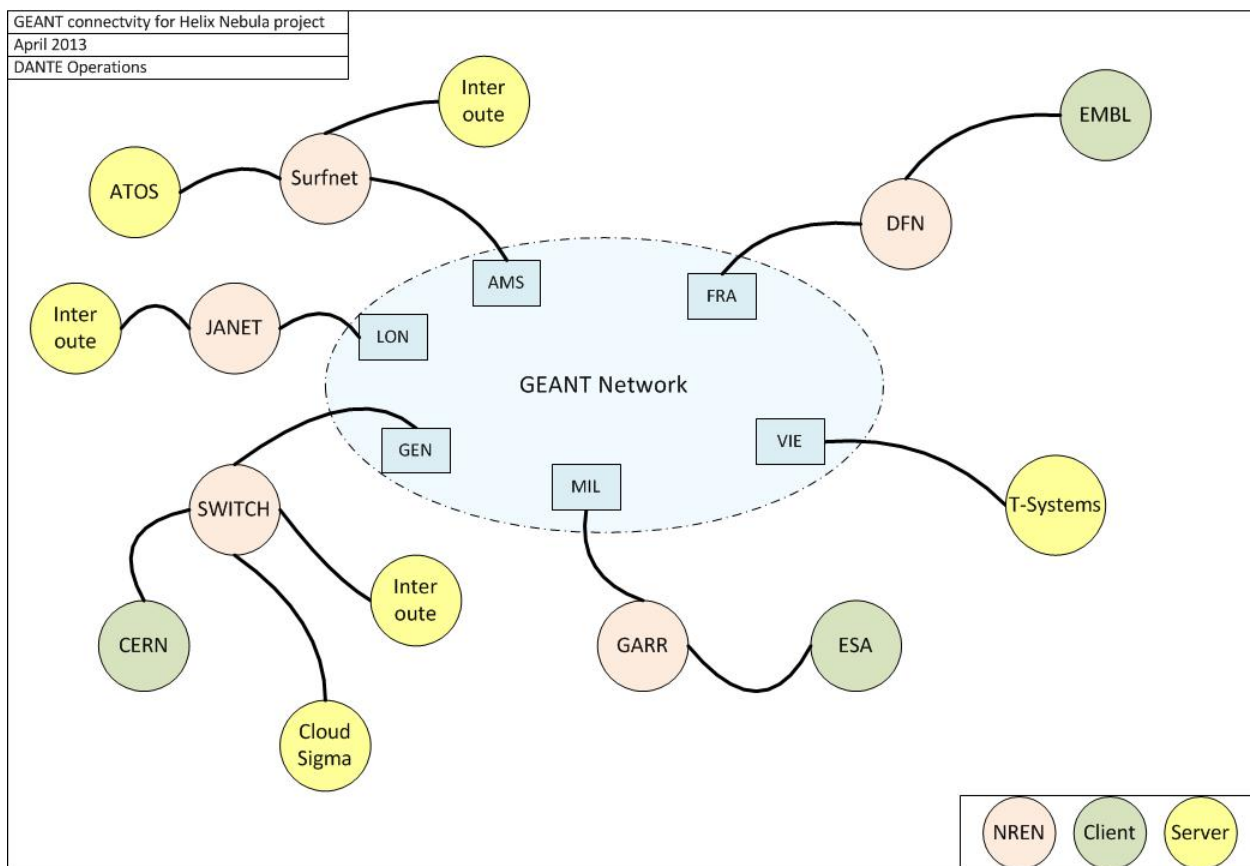 GEANT connectvity for Helix Nebula project
April 2013
DANTE Operations
Inter
oute
EMBL
ATOS
Surfnet
DFN
AMS
FRA
Inter
oute
JANET
LON
GEANT Network
GEN
VIE
MIL
SWITCH
T-Systems
Inter
oute
CERN
GARR
ESA
Cloud
Sigma
NREN
Client
Server